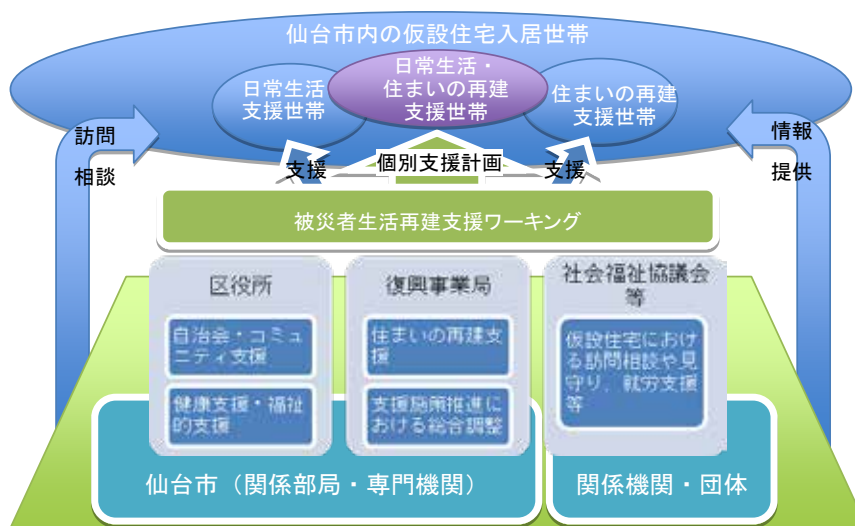 仙台市内の仮設住宅入居世帯
日常生活
支援世帯
日常生活・
住まいの再建
支援世帯
住まいの再建
支援世帯
訪問
相談
情報
提供
支援
個別支援計画
支援
被災者生活再建支援ワーキング
区役所
自治会・コミュ
ニティ支援
健康支援・福祉
的支援
復興事業局
住まいの再建支
援
支援施策推進に
おける総合調整
社会福祉協議会
等
仮設住宅におけ
る訪問相談や見
守り、就労支援
等
仙台市（関係部局・専門機関）
関係機関・団体